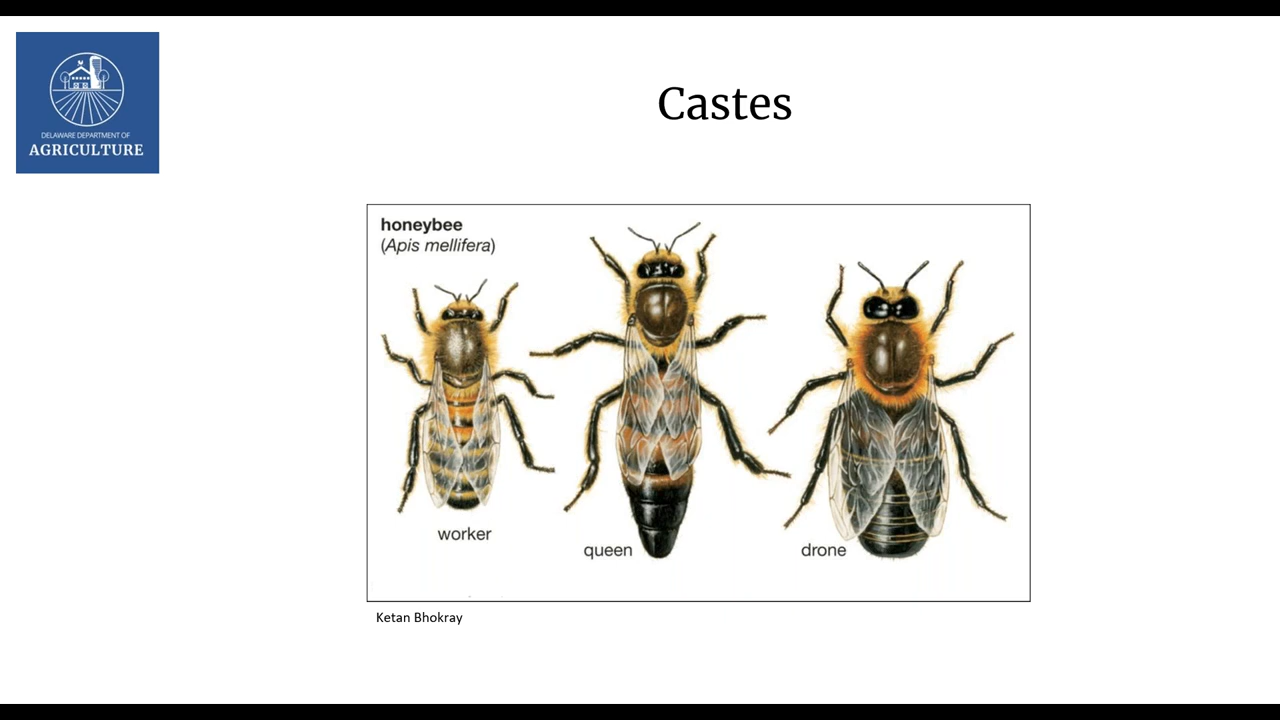 DELAWARE DEPARTMENT OF
AGRICULTURE
Castes
honeybee
(Apis mellifera)
worker
queen
drone
Ketan Bhokray